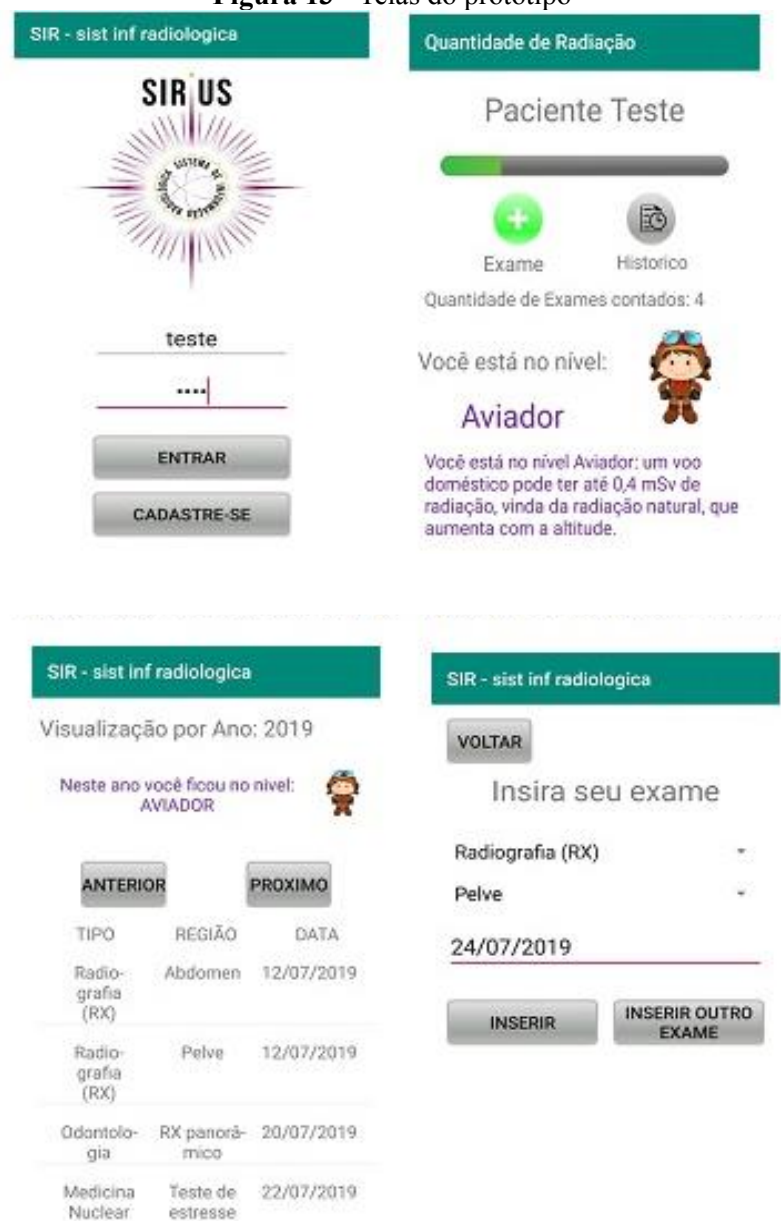 Figura 13 - Telas do protótipo
SIR - sist inf radiologica
SIRIUS
SISTEMA DE INFORMAÇÃO RADIOLÓGICA
teste
••••
ENTRAR
CADASTRE-SE
Quantidade de Radiação
Paciente Teste
Exame
Historico
Quantidade de Exames contados: 4
Você está no nível:
Aviador
Você está no nível Aviador: um voo
doméstico pode ter até 0,4 mSv de
radiação, vinda da radiação natural, que
aumenta com a altitude.
SIR - sist inf radiologica
Visualização por Ano: 2019
Neste ano você ficou no nivel:
AVIADOR
ANTERIOR PROXIMO
TIPO REGIÃO DATA
Radio- Abdomen 12/07/2019
grafia
(RX)
Radio- Pelve 12/07/2019
grafia
(RX)
Odontolo- RX panorâ- 20/07/2019
gia mico
Medicina Teste de 22/07/2019
Nuclear estresse
SIR - sist inf radiologica
VOLTAR
Insira seu exame
Radiografia (RX)
Pelve
24/07/2019
INSERIR
INSERIR OUTRO
EXAME